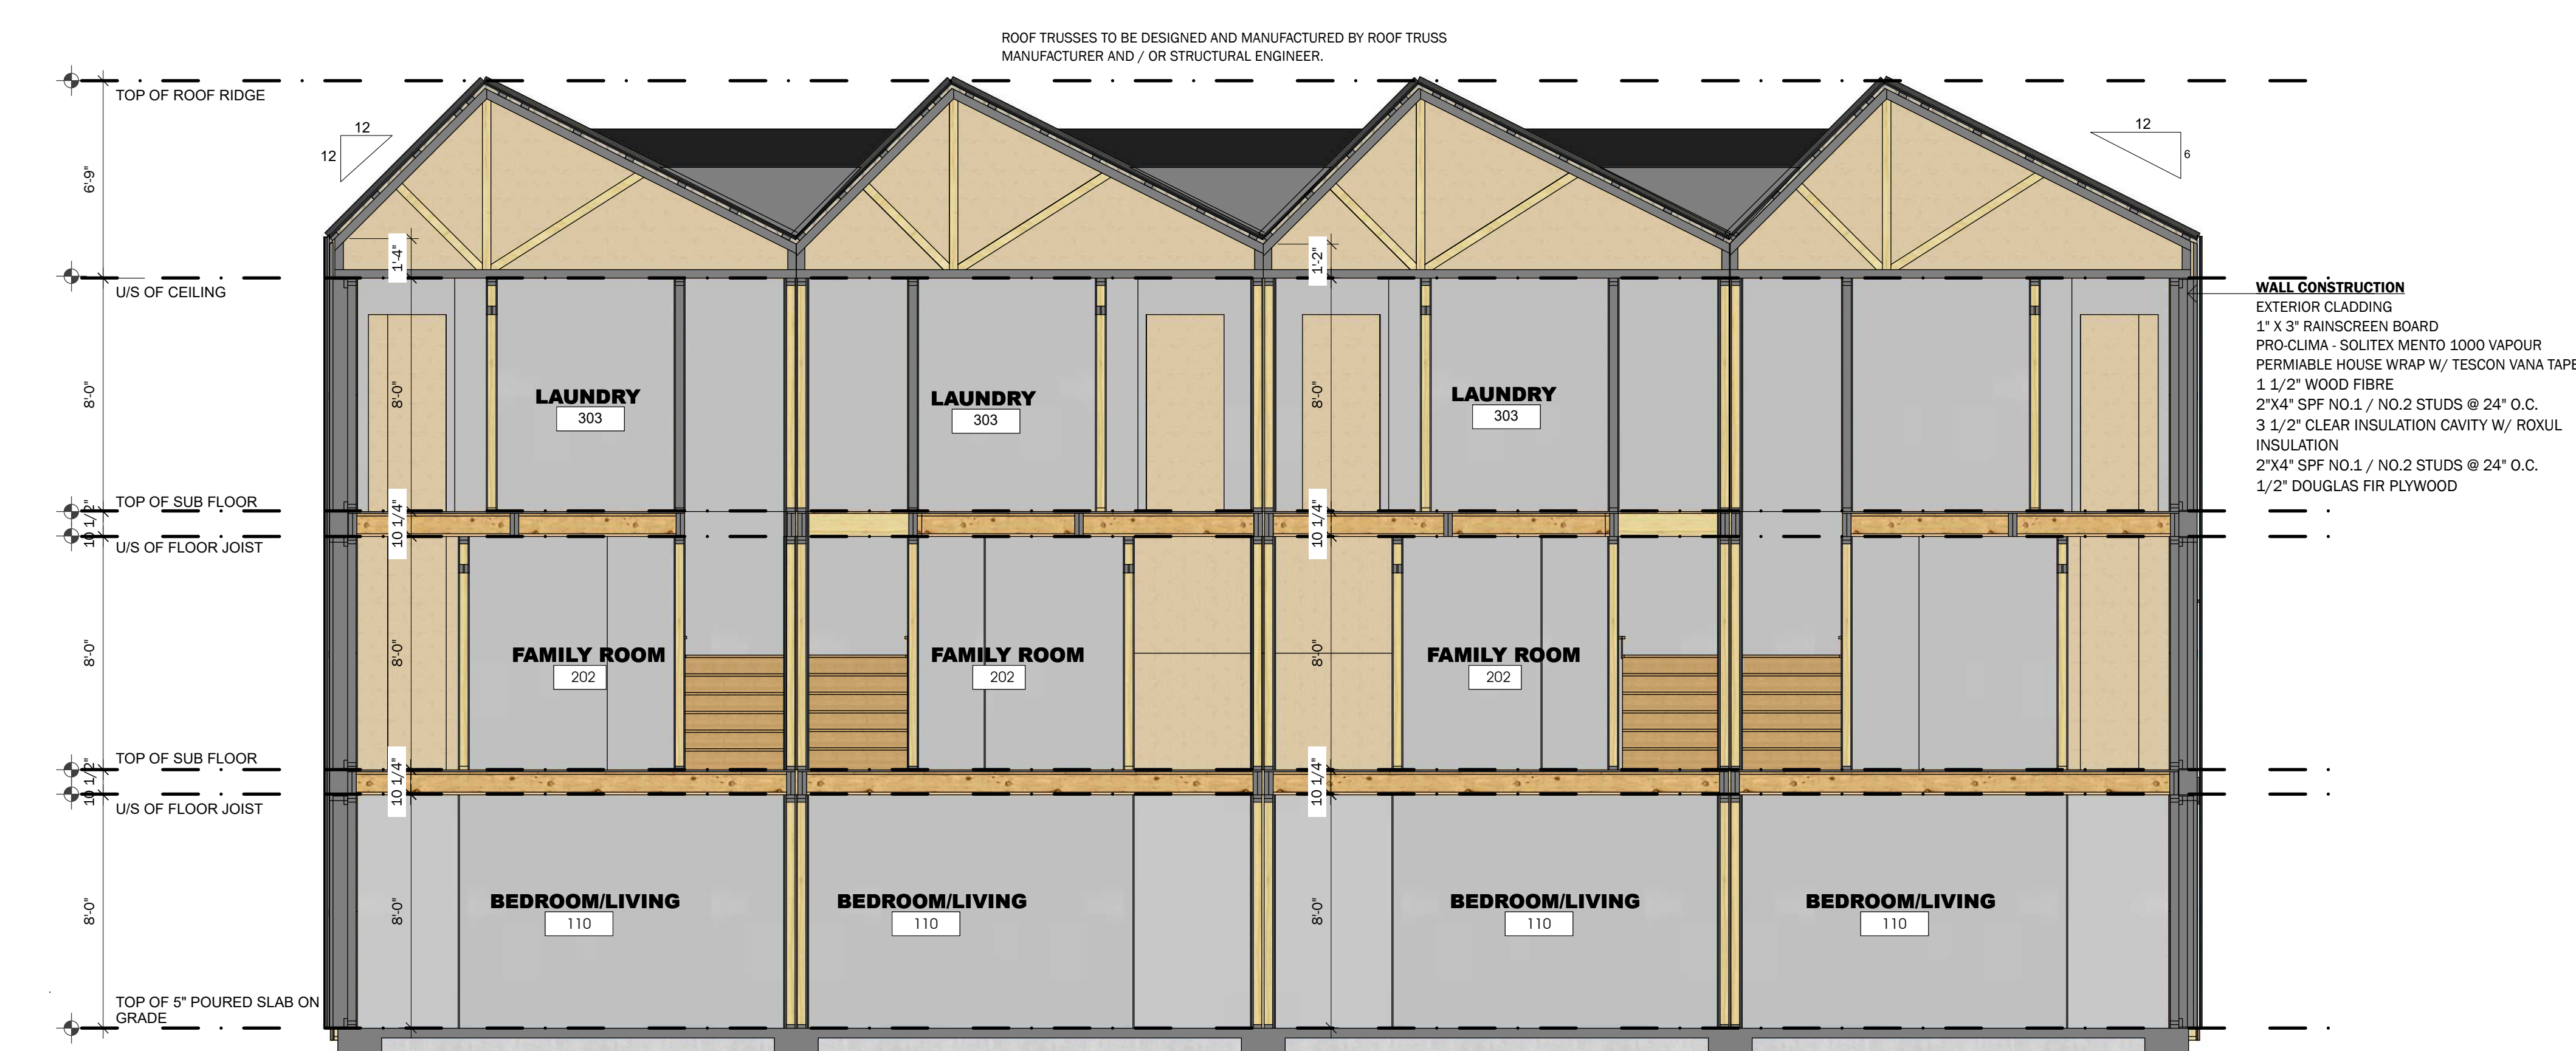 ROOF TRUSSES TO BE DESIGNED AND MANUFACTURED BY ROOF TRUSS
MANUFACTURER AND / OR STRUCTURAL ENGINEER.
TOP OF ROOF RIDGE
12
12
12
6
6'-9"
1'-4"
1'-2"
U/S OF CEILING
WALL CONSTRUCTION
EXTERIOR CLADDING
1" X 3" RAINSCREEN BOARD
PRO-CLIMA - SOLITEX MENTO 1000 VAPOUR
PERMIABLE HOUSE WRAP W/ TESCON VANA TAPE
1 1/2" WOOD FIBRE
2"X4" SPF NO.1 / NO.2 STUDS @ 24" O.C.
3 1/2" CLEAR INSULATION CAVITY W/ ROXUL
INSULATION
2"X4" SPF NO.1 / NO.2 STUDS @ 24" O.C.
1/2" DOUGLAS FIR PLYWOOD
8'-0"
8'-0"
LAUNDRY
303
LAUNDRY
303
8'-0"
LAUNDRY
303
TOP OF SUB FLOOR
10 1/2"
10 1/4"
10 1/4"
U/S OF FLOOR JOIST
8'-0"
8'-0"
FAMILY ROOM
202
FAMILY ROOM
202
8'-0"
FAMILY ROOM
202
TOP OF SUB FLOOR
10 1/2"
10 1/4"
10 1/4"
U/S OF FLOOR JOIST
8'-0"
8'-0"
BEDROOM/LIVING
110
BEDROOM/LIVING
110
8'-0"
BEDROOM/LIVING
110
BEDROOM/LIVING
110
TOP OF 5" POURED SLAB ON
GRADE